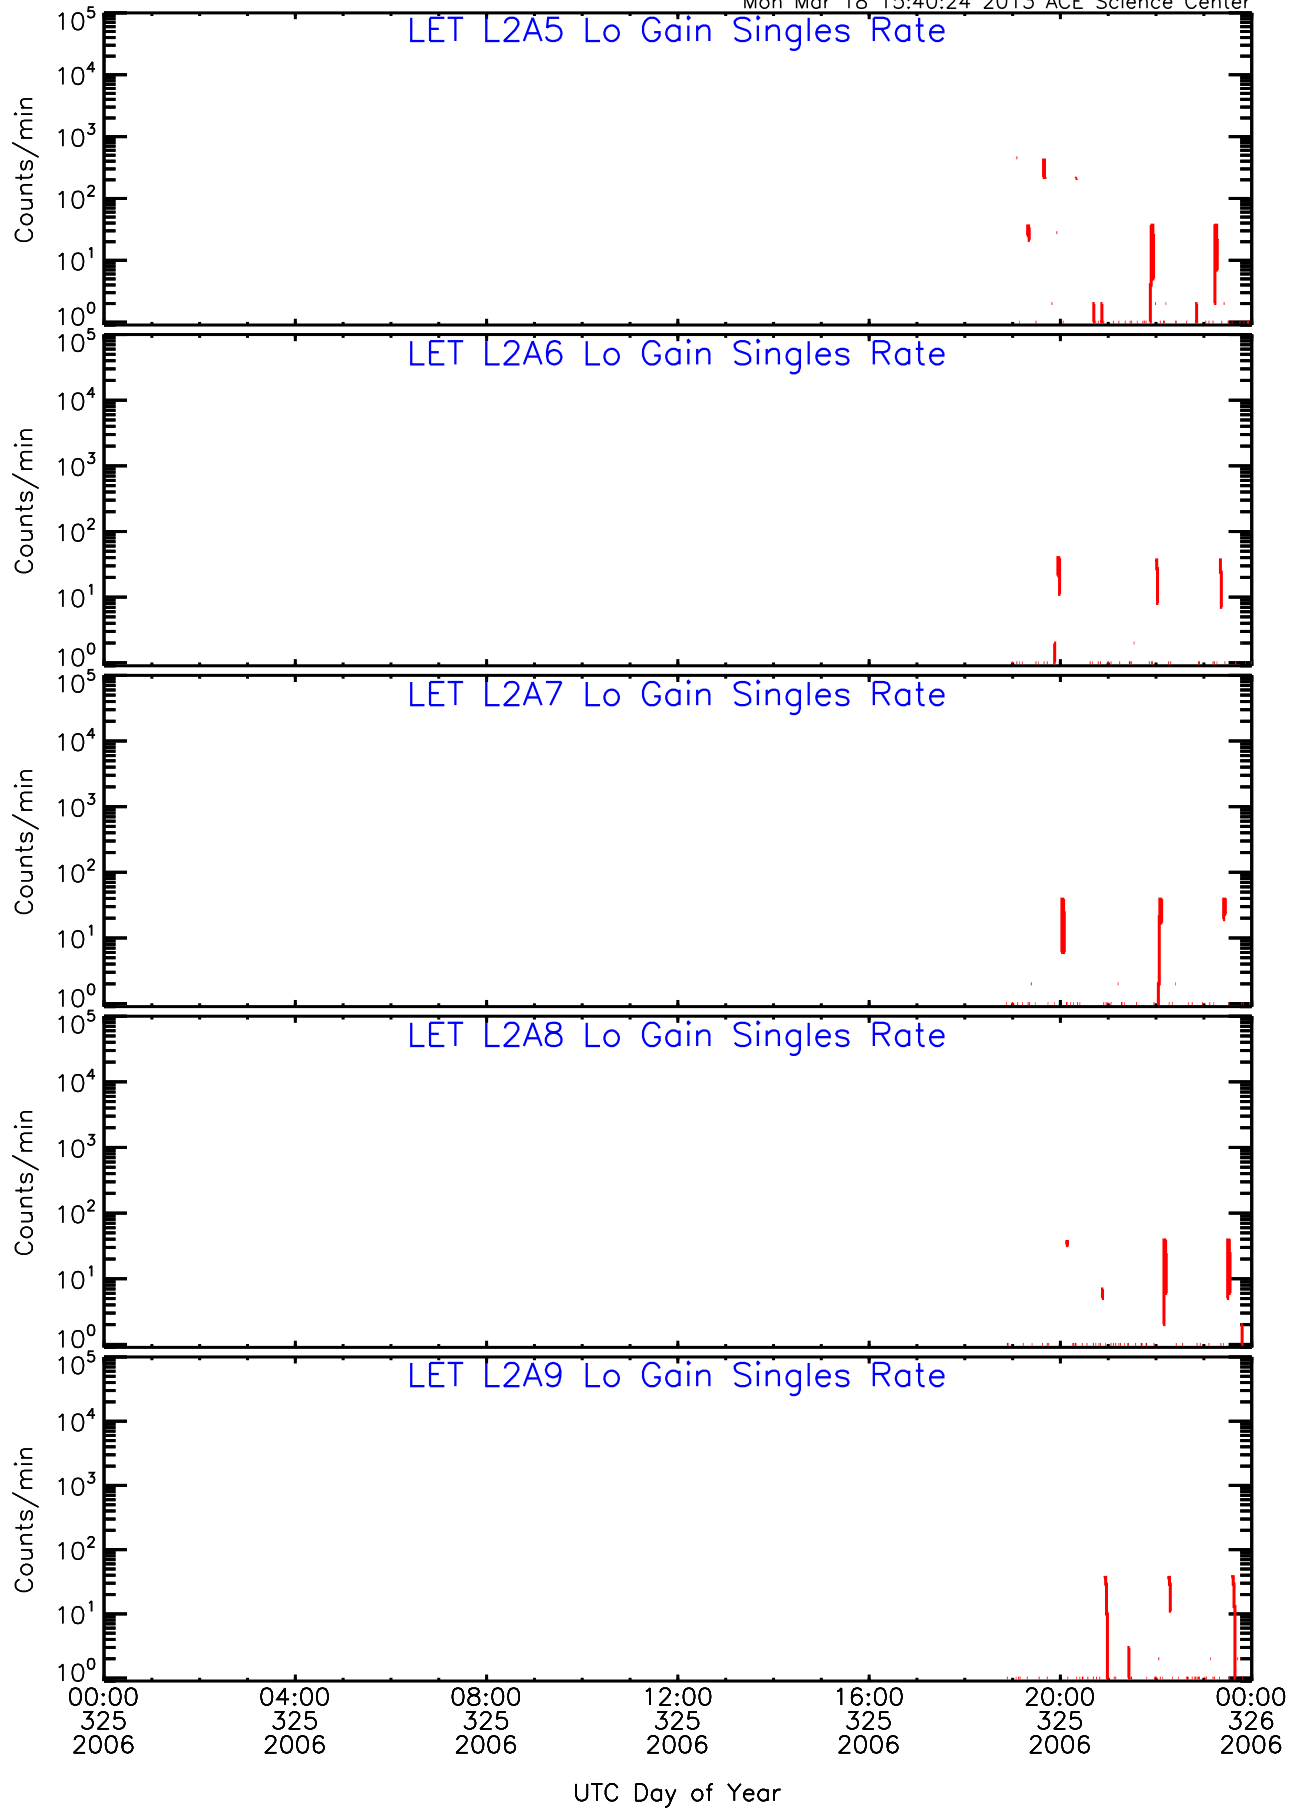 Mon Mar 18 15:40:24 2013 ACE Science Center
LET L2A5 Lo Gain Singles Rate
10^5
10^4
10^3
10^2
10^1
10^0
Counts/min
LET L2A6 Lo Gain Singles Rate
10^5
10^4
10^3
10^2
10^1
10^0
Counts/min
LET L2A7 Lo Gain Singles Rate
10^5
10^4
10^3
10^2
10^1
10^0
Counts/min
LET L2A8 Lo Gain Singles Rate
10^5
10^4
10^3
10^2
10^1
10^0
Counts/min
LET L2A9 Lo Gain Singles Rate
10^5
10^4
10^3
10^2
10^1
10^0
Counts/min
00:00 04:00 08:00 12:00 16:00 20:00 00:00
325 325 325 325 325 325 326
2006 2006 2006 2006 2006 2006 2006
UTC Day of Year